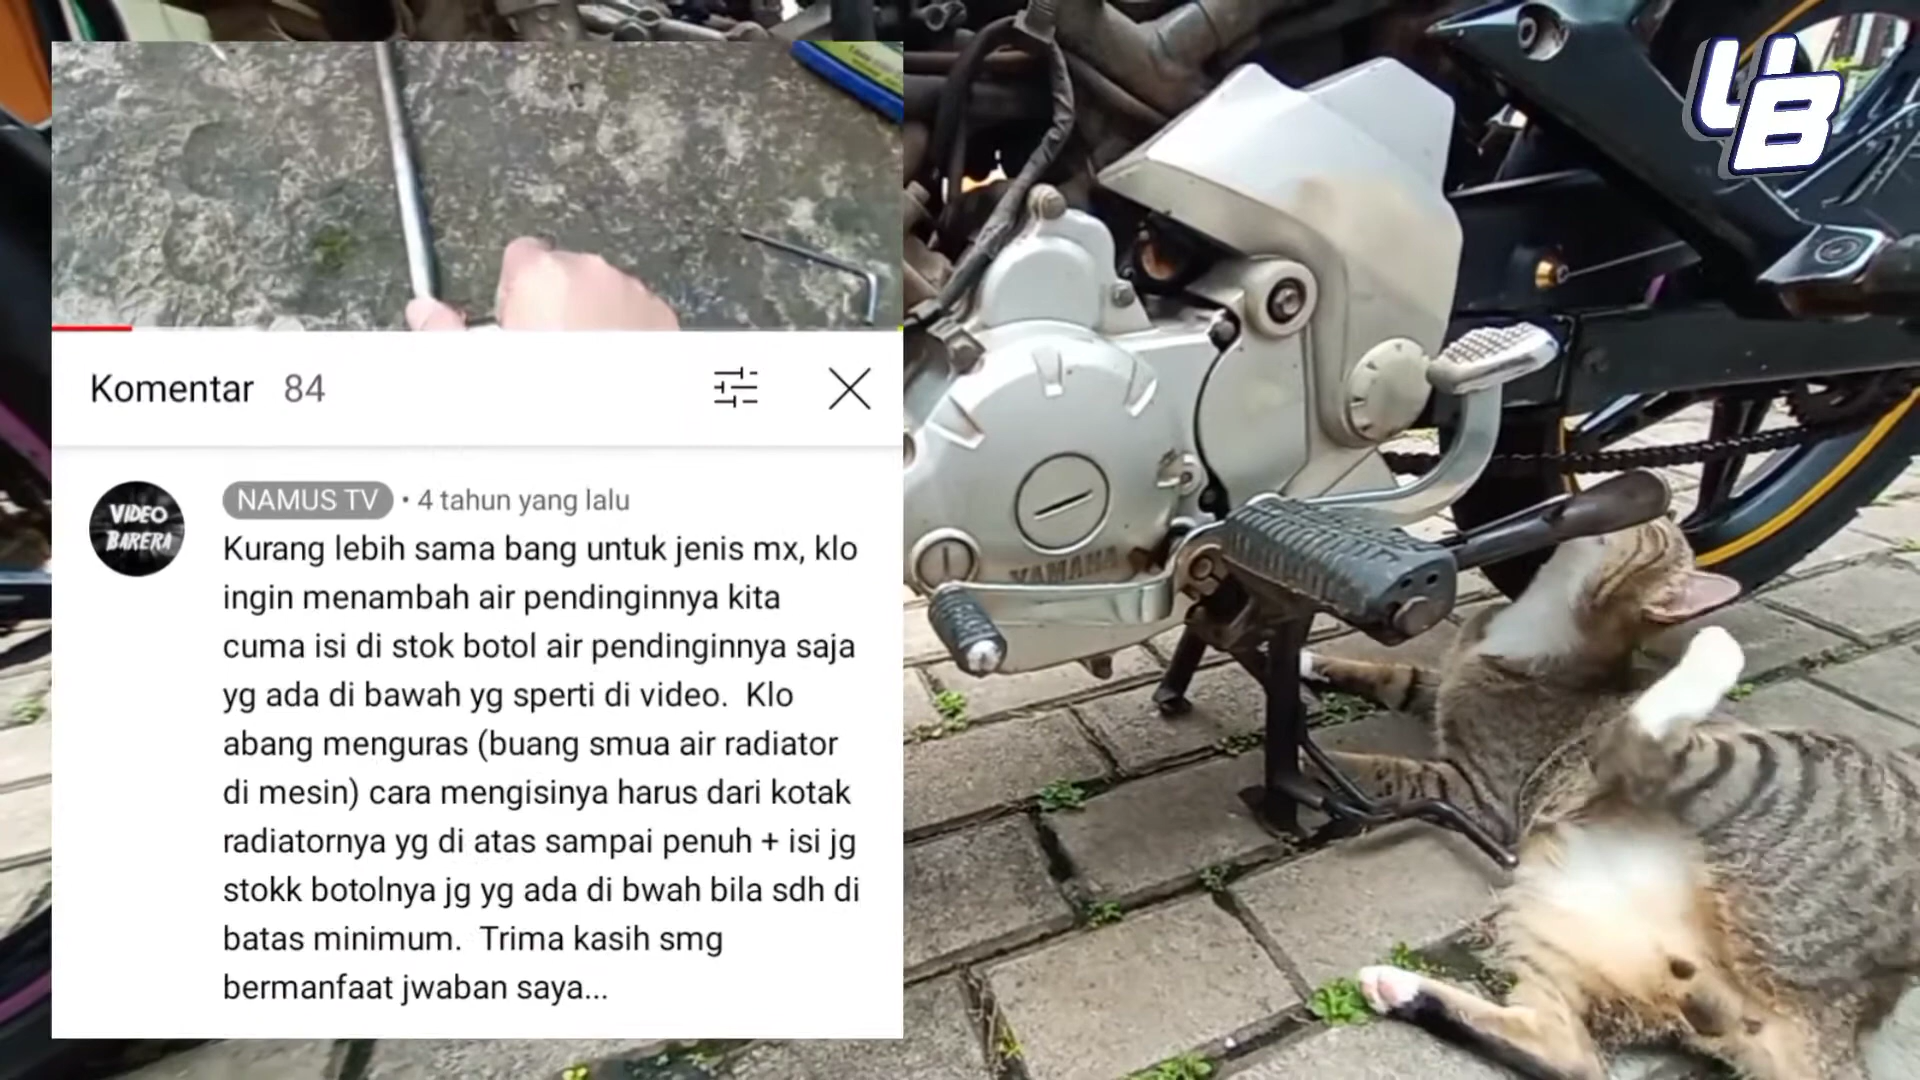 UB
Komentar 84
VIDEO
BARERA
NAMUS TV • 4 tahun yang lalu
Kurang lebih sama bang untuk jenis mx, klo
ingin menambah air pendinginnya kita
cuma isi di stok botol air pendinginnya saja
yg ada di bawah yg sperti di video.  Klo
abang menguras (buang smua air radiator
di mesin) cara mengisinya harus dari kotak
radiatornya yg di atas sampai penuh + isi jg
stokk botolnya jg yg ada di bwah bila sdh di
batas minimum.  Trima kasih smg
bermanfaat jwaban saya...
YAMAHA